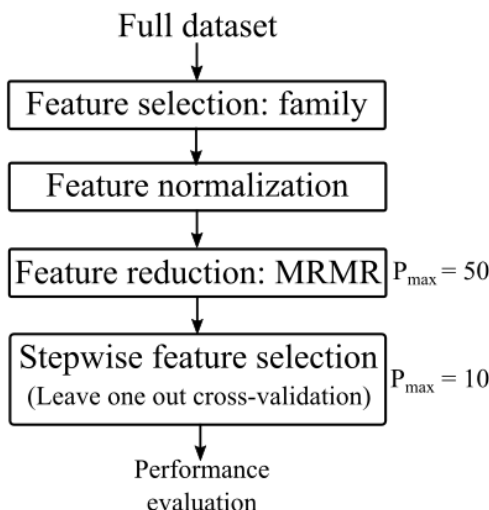 Full dataset
Feature selection: family
Feature normalization
Feature reduction: MRMR P_max = 50
Stepwise feature selection
(Leave one out cross-validation) P_max = 10
Performance
evaluation